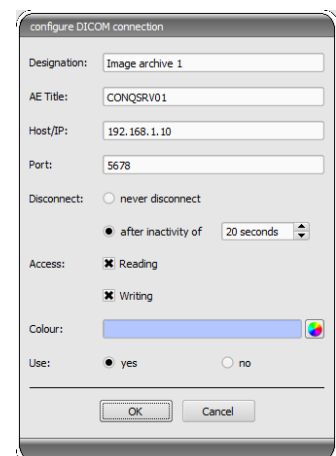 configure DICOM connection
Designation: Image archive 1
AE Title: CONQSRV01
Host/IP: 192.168.1.10
Port: 5678
Disconnect: never disconnect
after inactivity of 20 seconds
Access: Reading
Writing
Colour:
Use: yes no
OK Cancel